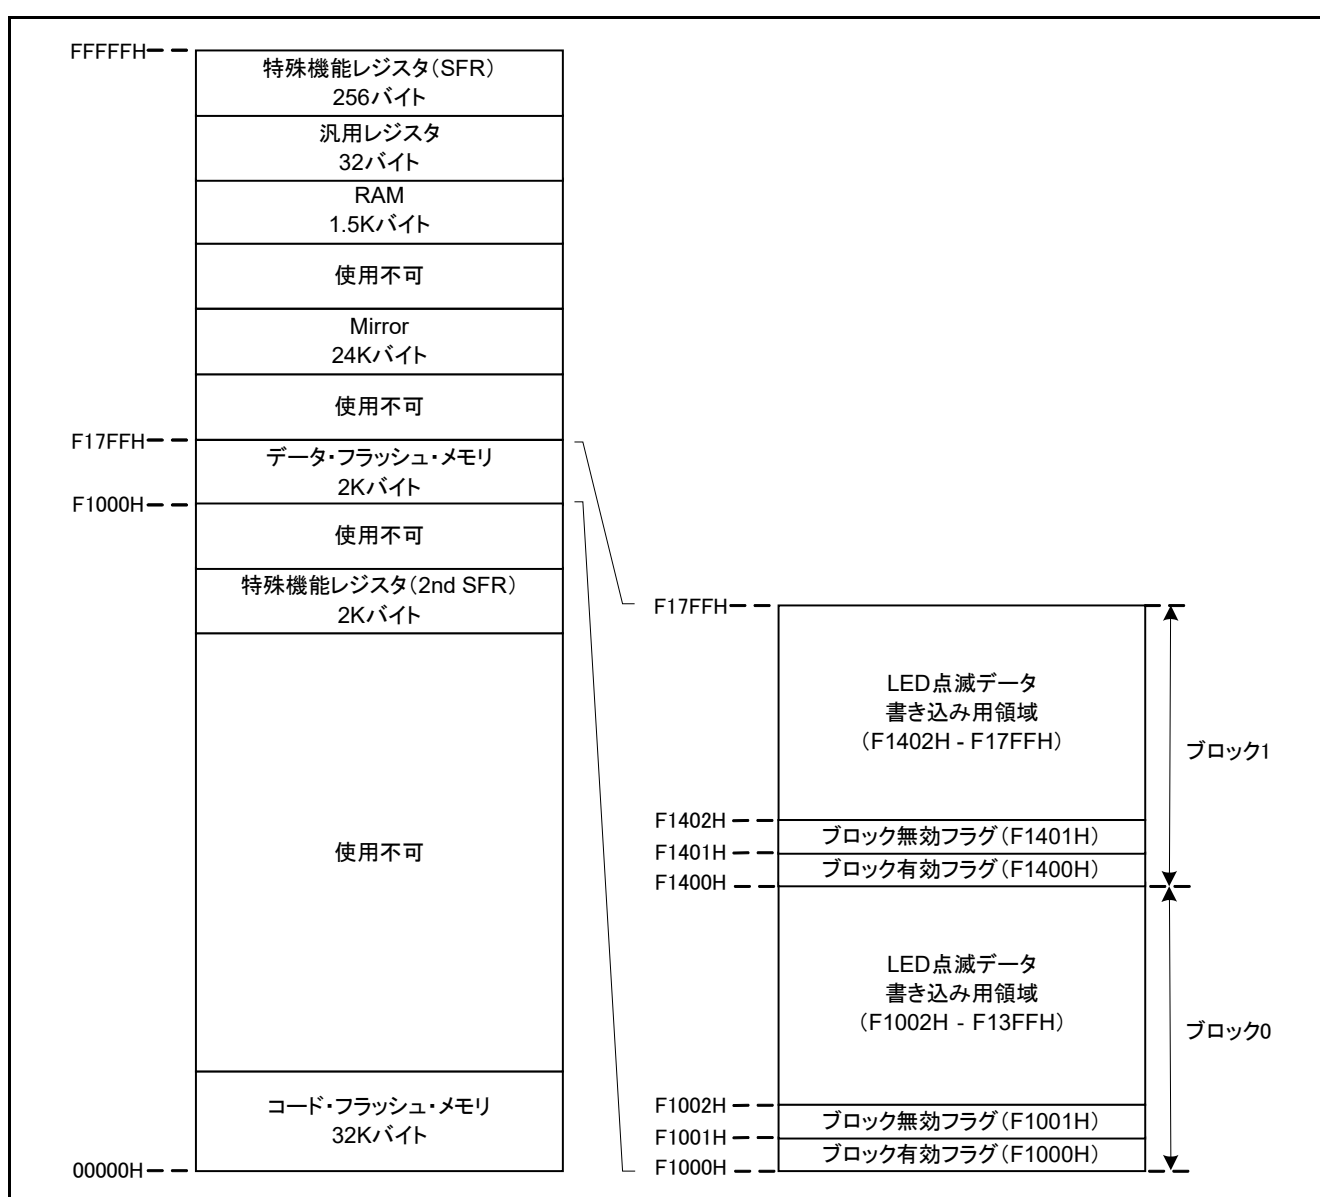 FFFFFH
特殊機能レジスタ(SFR)
256バイト
汎用レジスタ
32バイト
RAM
1.5Kバイト
使用不可
Mirror
24Kバイト
使用不可
F17FFH
データ・フラッシュ・メモリ
2Kバイト
F1000H
使用不可
特殊機能レジスタ(2nd SFR)
2Kバイト
使用不可
コード・フラッシュ・メモリ
32Kバイト
00000H
F17FFH
LED点滅データ
書き込み用領域
(F1402H - F17FFH)
ブロック1
F1402H
ブロック無効フラグ(F1401H)
F1401H
ブロック有効フラグ(F1400H)
F1400H
LED点滅データ
書き込み用領域
(F1002H - F13FFH)
ブロック0
F1002H
ブロック無効フラグ(F1001H)
F1001H
ブロック有効フラグ(F1000H)
F1000H